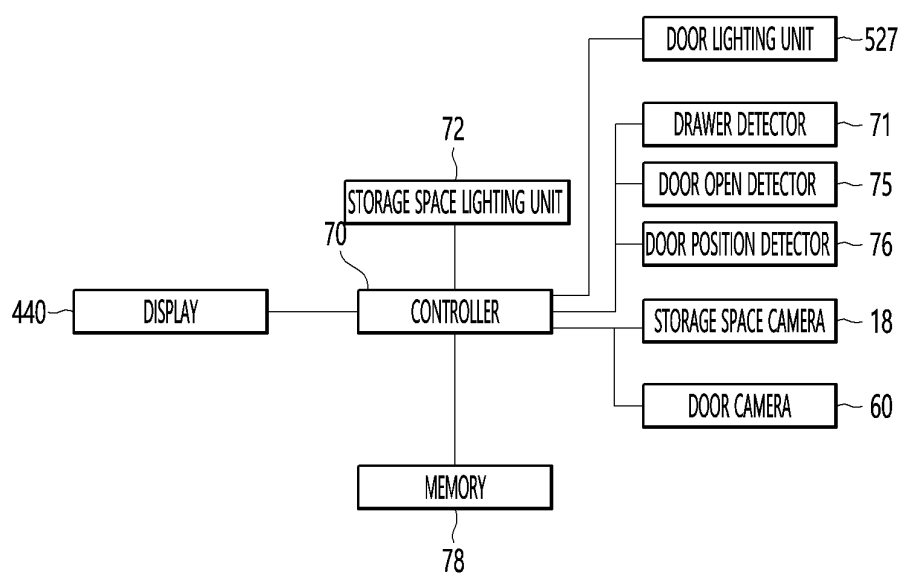 DOOR LIGHTING UNIT 527
DRAWER DETECTOR 71
72
DOOR OPEN DETECTOR 75
STORAGE SPACE LIGHTING UNIT
70
DOOR POSITION DETECTOR 76
440 DISPLAY
CONTROLLER
STORAGE SPACE CAMERA 18
DOOR CAMERA 60
MEMORY
78